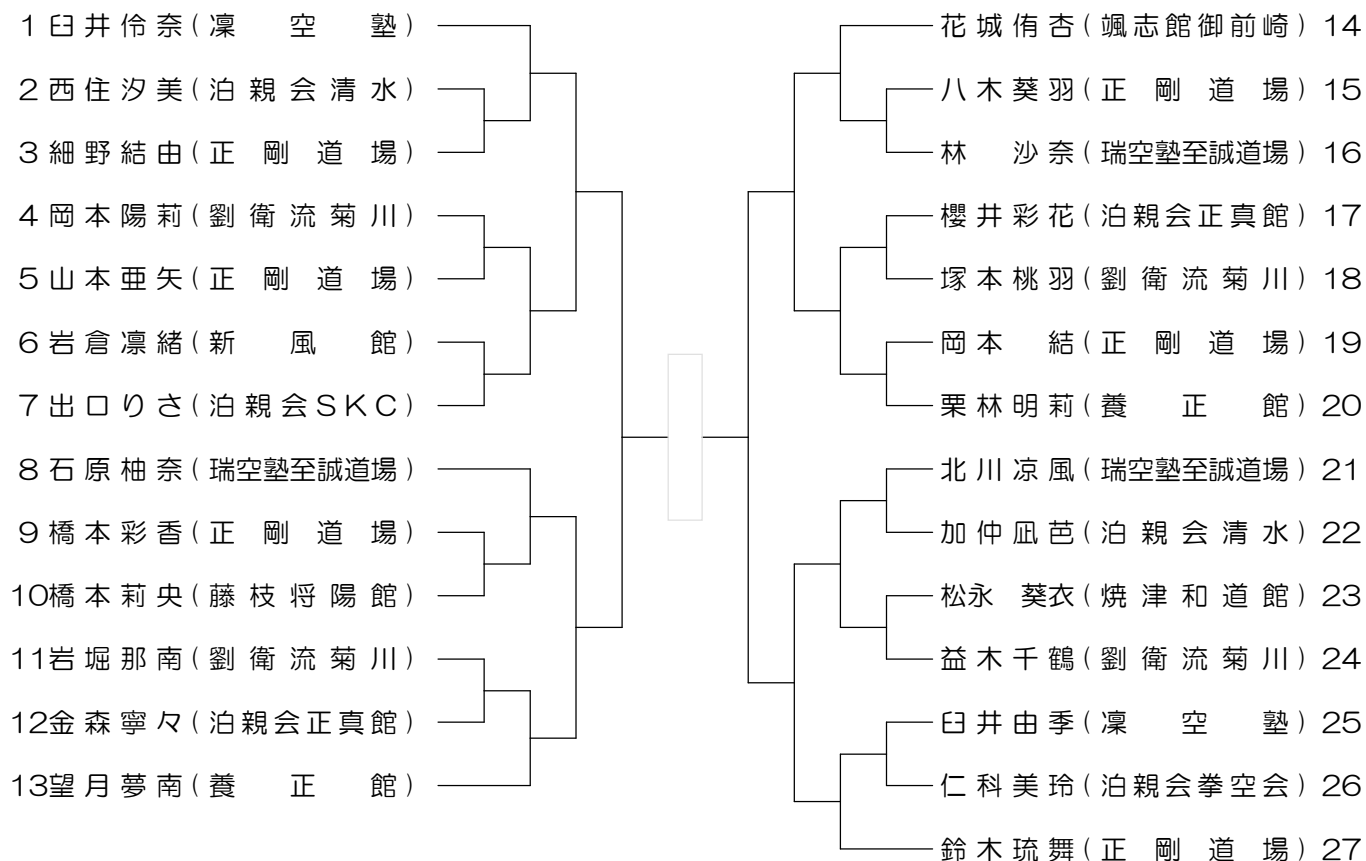 1 臼井伶奈(凜空塾)
2 西住汐美(泊親会清水)
3 細野結由(正剛道場)
4 岡本陽莉(劉衛流菊川)
5 山本亜矢(正剛道場)
6 岩倉凛緒(新風館)
7 出口りさ(泊親会SKC)
8 石原柚奈(瑞空塾至誠道場)
9 橋本彩香(正剛道場)
10 橋本莉央(藤枝将陽館)
11 岩堀那南(劉衛流菊川)
12 金森寧々(泊親会正真館)
13 望月夢南(養正館)
花城侑杏(颯志館御前崎) 14
八木葵羽(正剛道場) 15
林 沙奈(瑞空塾至誠道場) 16
櫻井彩花(泊親会正真館) 17
塚本桃羽(劉衛流菊川) 18
岡本 結(正剛道場) 19
栗林明莉(養正館) 20
北川凉風(瑞空塾至誠道場) 21
加仲凪芭(泊親会清水) 22
松永 葵衣(焼津和道館) 23
益木千鶴(劉衛流菊川) 24
臼井由季(凜空塾) 25
仁科美玲(泊親会拳空会) 26
鈴木琉舞(正剛道場) 27